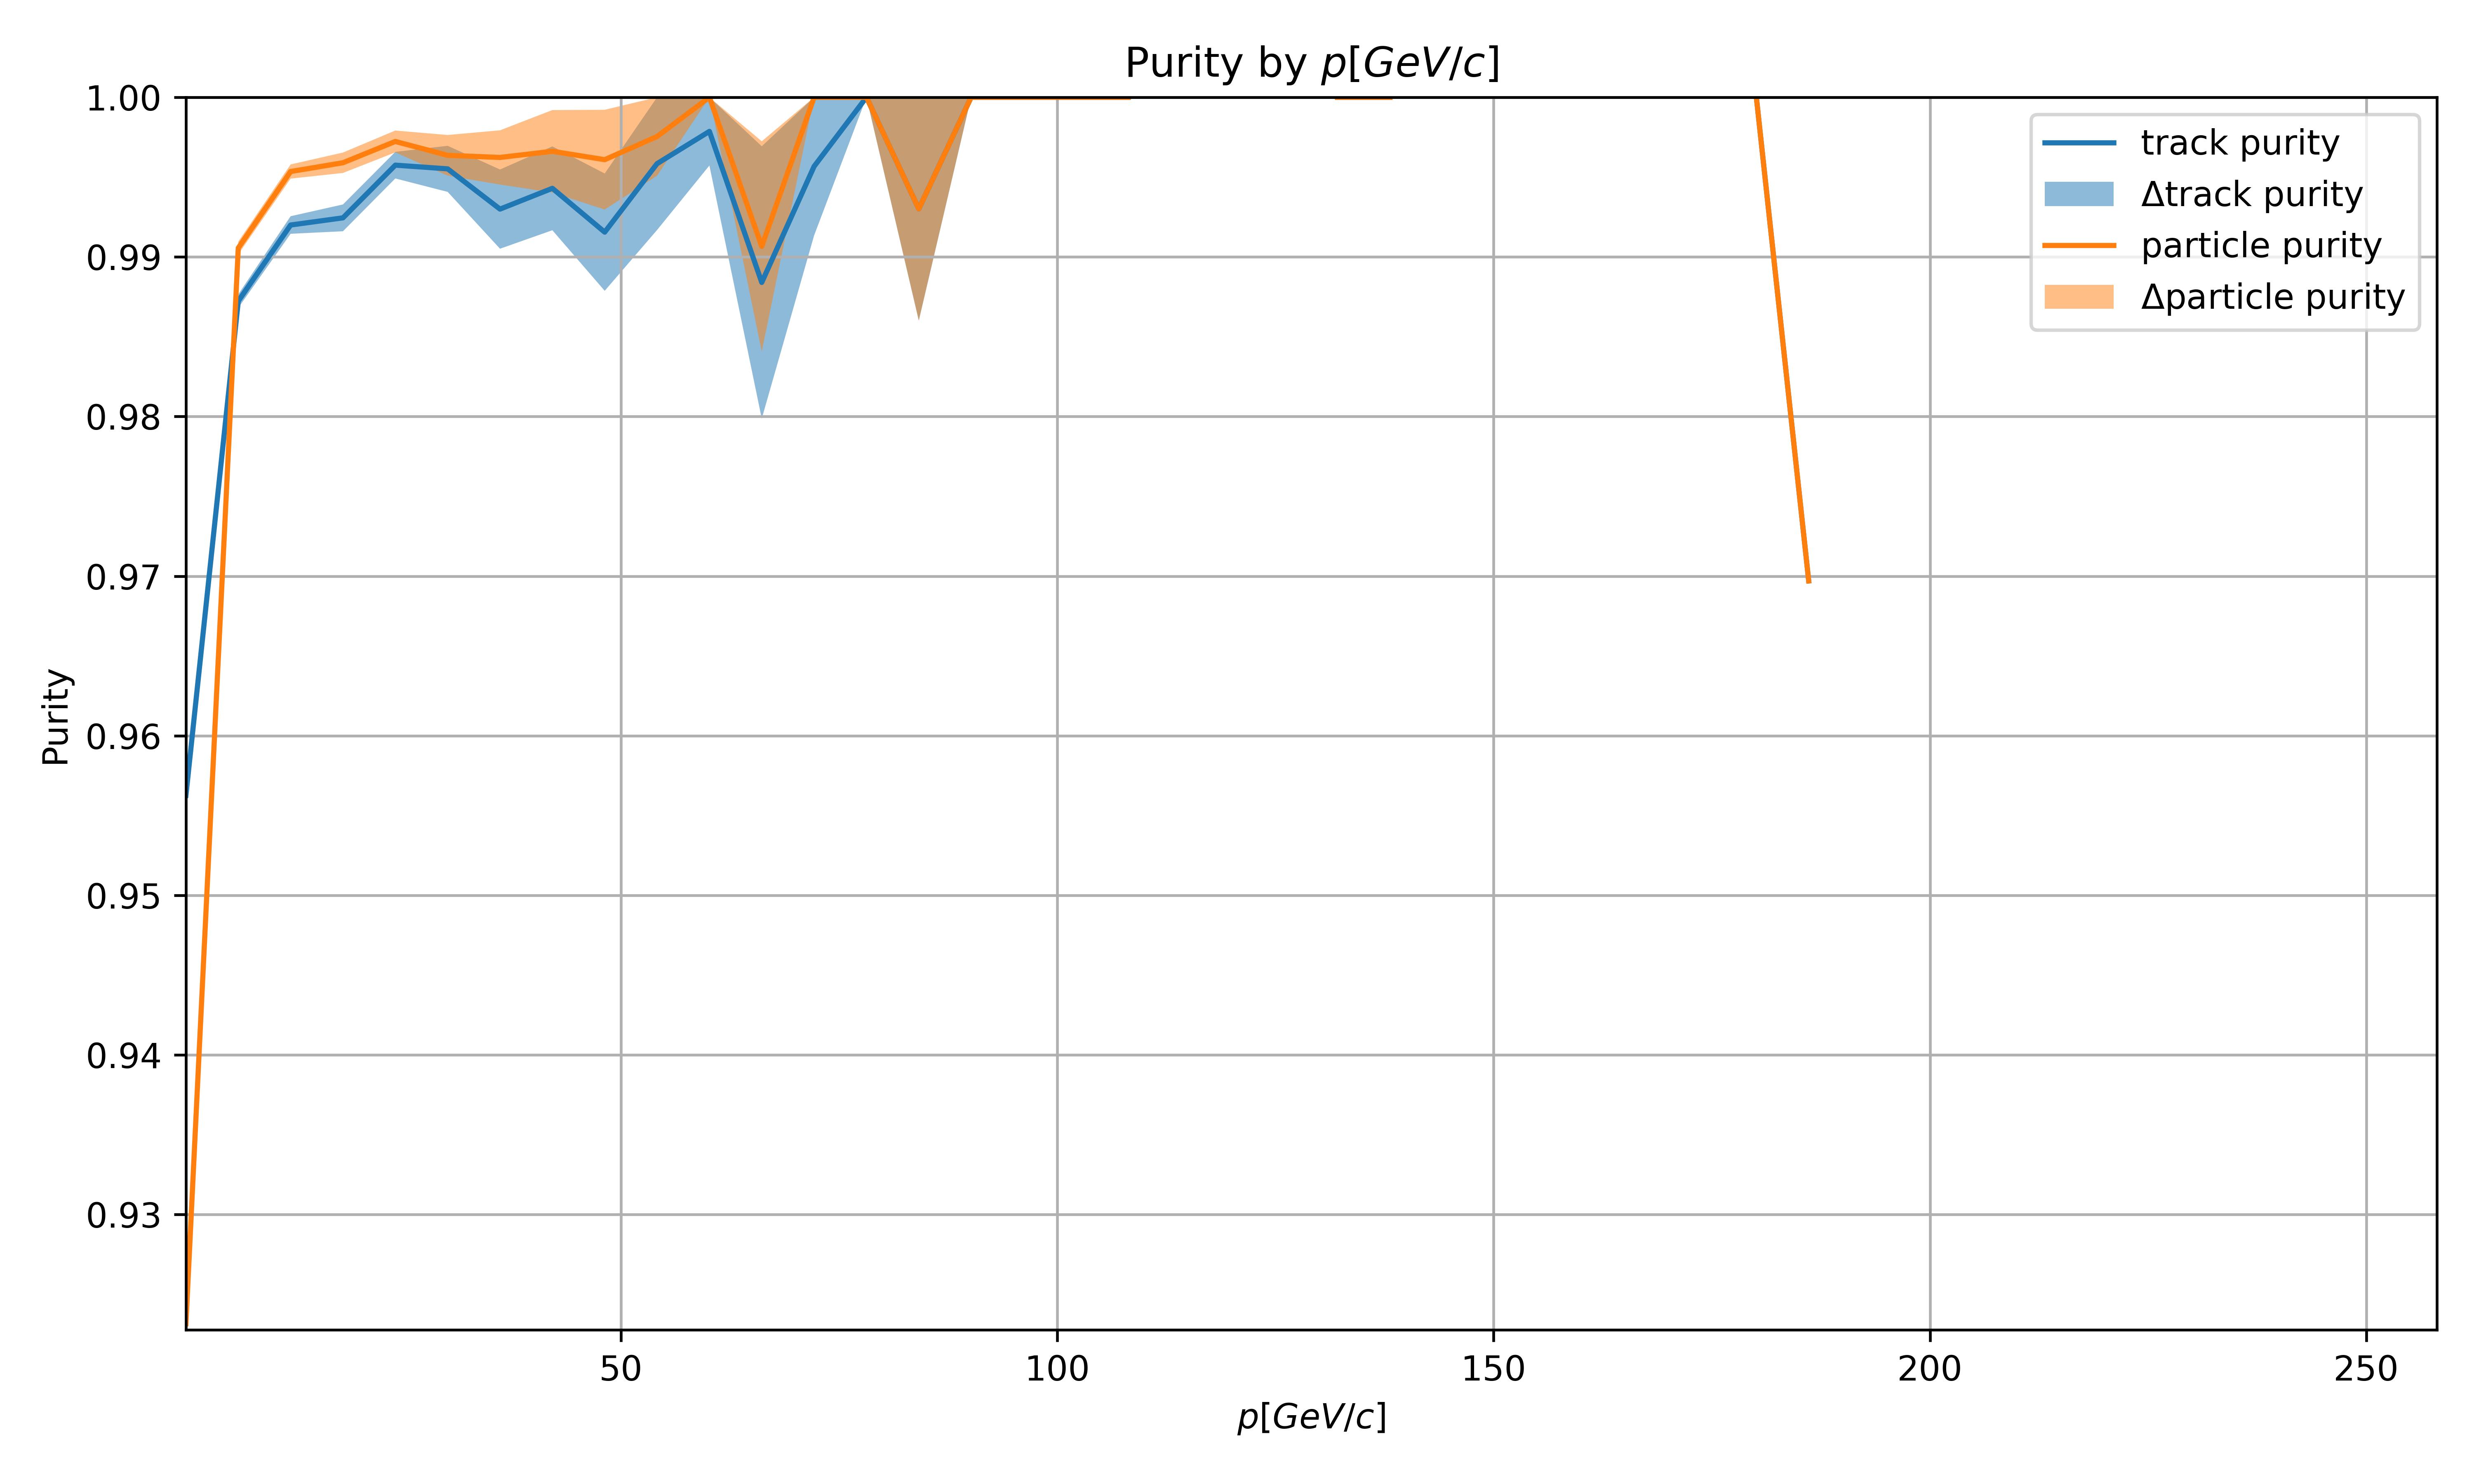 Purity by p[GeV/c]
1.00
0.99
0.98
0.97
0.96
0.95
0.94
0.93
Purity
track purity
Δtrack purity
particle purity
Δparticle purity
50 100 150 200 250
p[GeV/c]